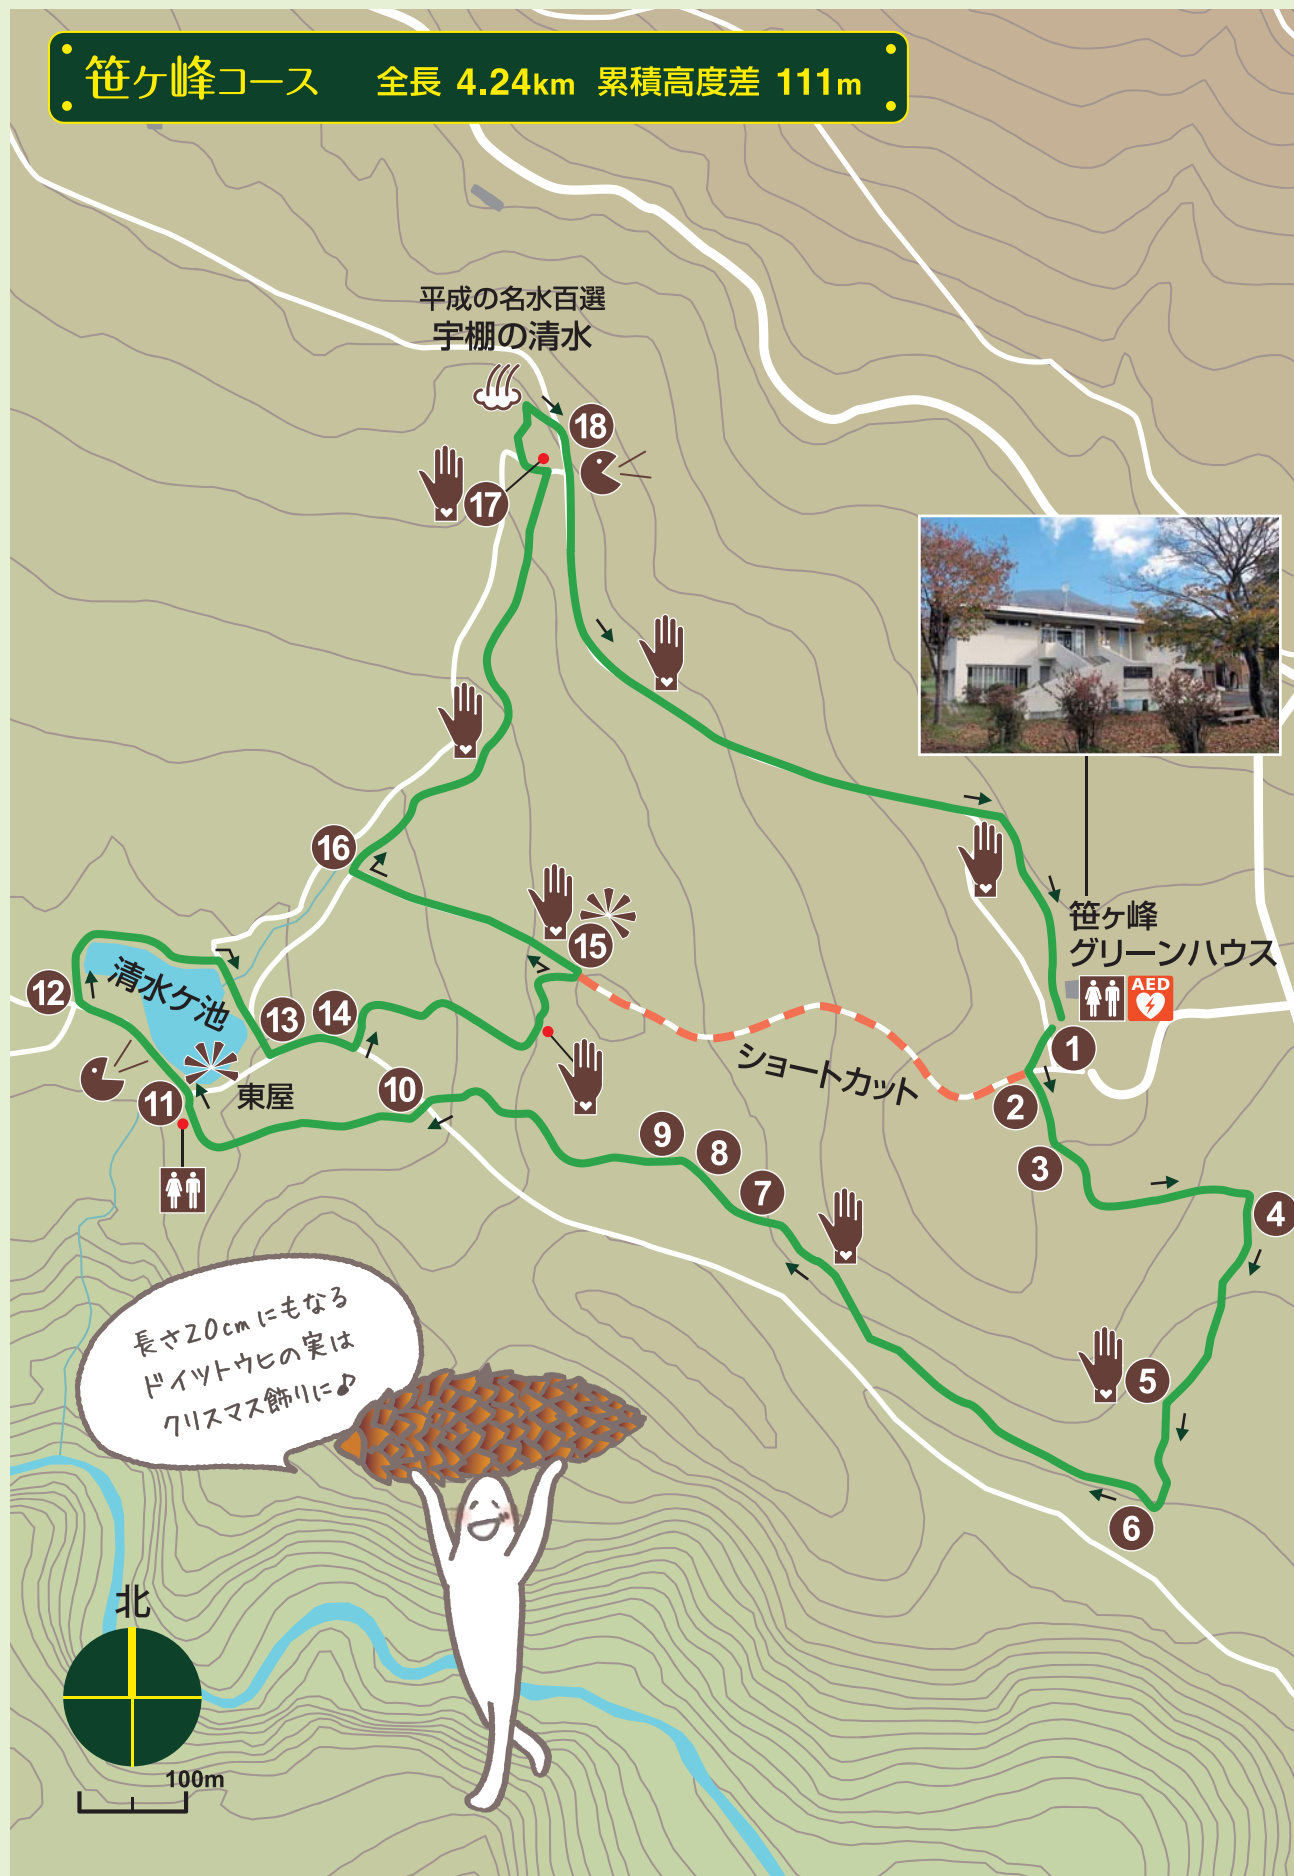 笹ヶ峰コース 全長 4.24km 累積高度差 111m
平成の名水百選
宇棚の清水
18
17
16
笹ヶ峰
グリーンハウス
AED
15
清水ケ池
12
13
14
1
ショートカット
東屋
10
11
2
9
8
3
7
4
長さ20cmにもなる
ドイツトウヒの実は
クリスマス飾りに♪
5
6
北
100m